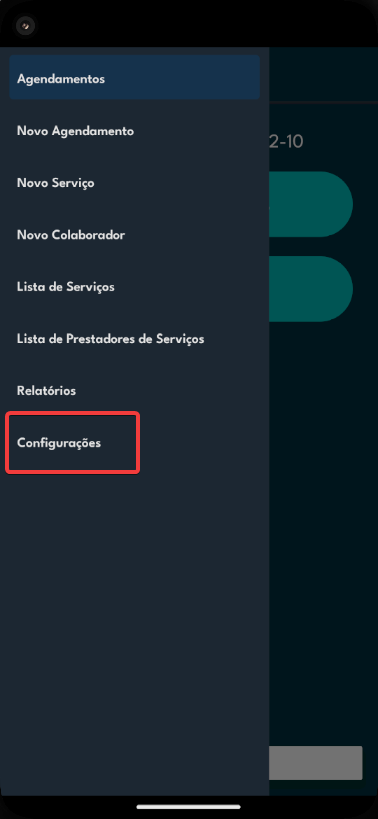 Agendamentos
2-10
Novo Agendamento
Novo Serviço
Novo Colaborador
Lista de Serviços
Lista de Prestadores de Serviços
Relatórios
Configurações